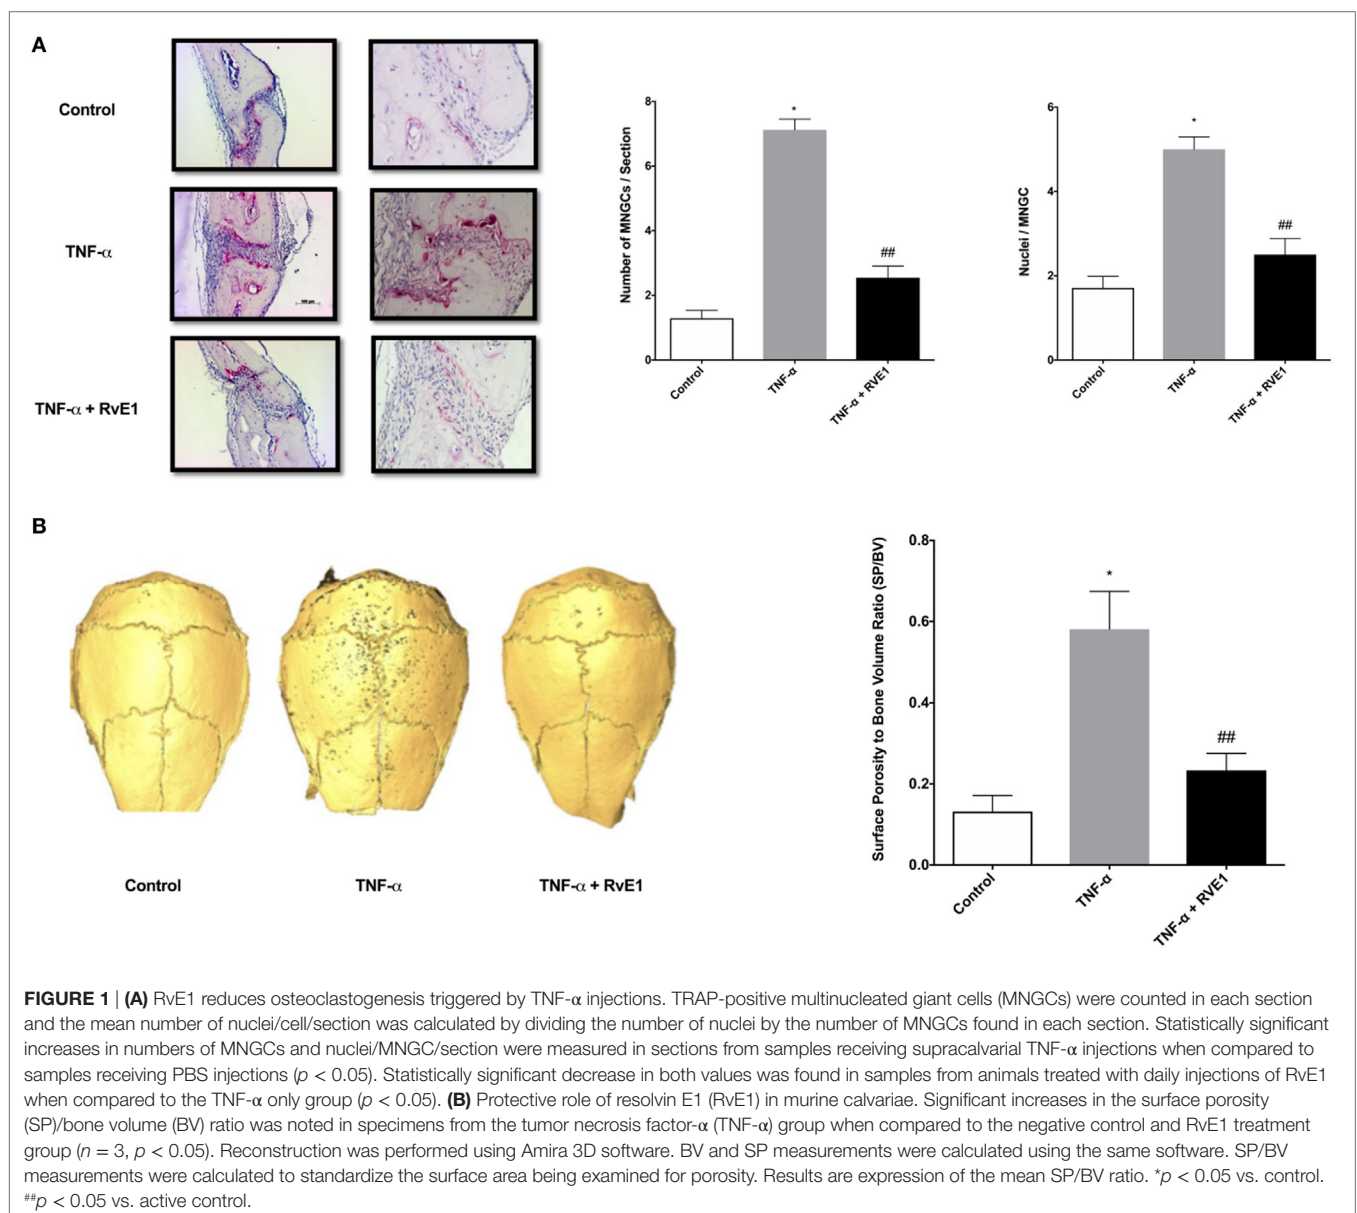 A
Control
TNF-α
TNF-α + RvE1
100 µm
Number of MNGCs / Section
8
6
4
2
0
*
##
Control
TNF-α
TNF-α + RVE1
Nuclei / MNGC
6
4
2
0
*
##
Control
TNF-α
TNF-α + RVE1
B
Control
TNF-α
TNF-α + RvE1
Surface Porosity to Bone Volume Ratio (SP/BV)
0.8
0.6
0.4
0.2
0.0
*
##
Control
TNF-α
TNF-α + RVE1
FIGURE 1 | (A) RvE1 reduces osteoclastogenesis triggered by TNF-α injections. TRAP-positive multinucleated giant cells (MNGCs) were counted in each section
and the mean number of nuclei/cell/section was calculated by dividing the number of nuclei by the number of MNGCs found in each section. Statistically significant
increases in numbers of MNGCs and nuclei/MNGC/section were measured in sections from samples receiving supracalvarial TNF-α injections when compared to
samples receiving PBS injections (p < 0.05). Statistically significant decrease in both values was found in samples from animals treated with daily injections of RvE1
when compared to the TNF-α only group (p < 0.05). (B) Protective role of resolvin E1 (RvE1) in murine calvariae. Significant increases in the surface porosity
(SP)/bone volume (BV) ratio was noted in specimens from the tumor necrosis factor-α (TNF-α) group when compared to the negative control and RvE1 treatment
group (n = 3, p < 0.05). Reconstruction was performed using Amira 3D software. BV and SP measurements were calculated using the same software. SP/BV
measurements were calculated to standardize the surface area being examined for porosity. Results are expression of the mean SP/BV ratio. *p < 0.05 vs. control.
##p < 0.05 vs. active control.